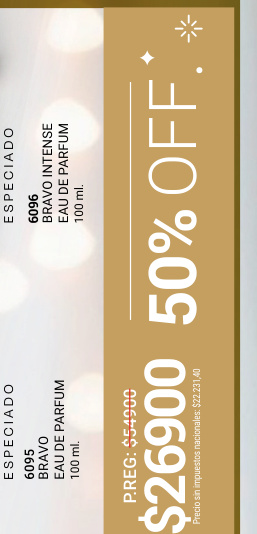 ESPECIADO
6095
BRAVO
EAU DE PARFUM
100 ml.
ESPECIADO
6096
BRAVO INTENSE
EAU DE PARFUM
100 ml.
P.REG: $54900
$26900
Precio sin impuestos nacionales: $22.231,40
50% OFF.